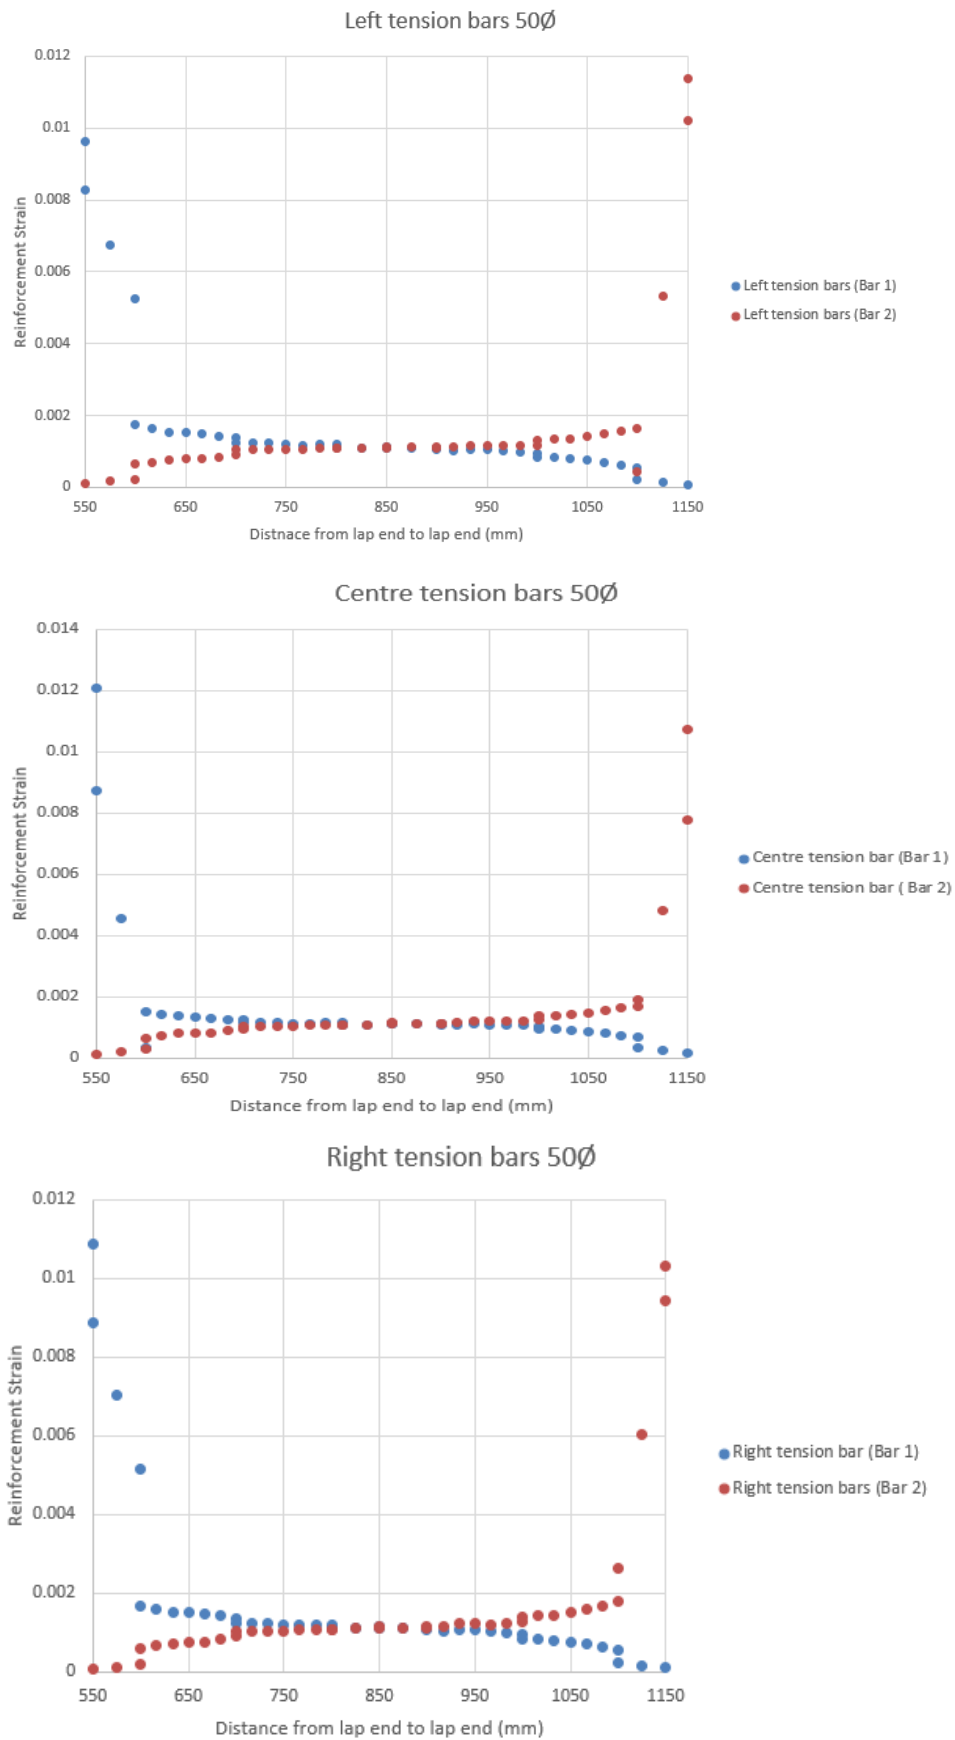 Left tension bars 50Ø
0.012
0.01
0.008
0.006
0.004
0.002
0
Reinforcement Strain
550 650 750 850 950 1050 1150
Distnace from lap end to lap end (mm)
Left tension bars (Bar 1)
Left tension bars (Bar 2)
Centre tension bars 50Ø
0.014
0.012
0.01
0.008
0.006
0.004
0.002
0
Reinforcement Strain
550 650 750 850 950 1050 1150
Distance from lap end to lap end (mm)
Centre tension bar (Bar 1)
Centre tension bar ( Bar 2)
Right tension bars 50Ø
0.012
0.01
0.008
0.006
0.004
0.002
0
Reinforcement Strain
550 650 750 850 950 1050 1150
Distance from lap end to lap end (mm)
Right tension bar (Bar 1)
Right tension bars (Bar 2)